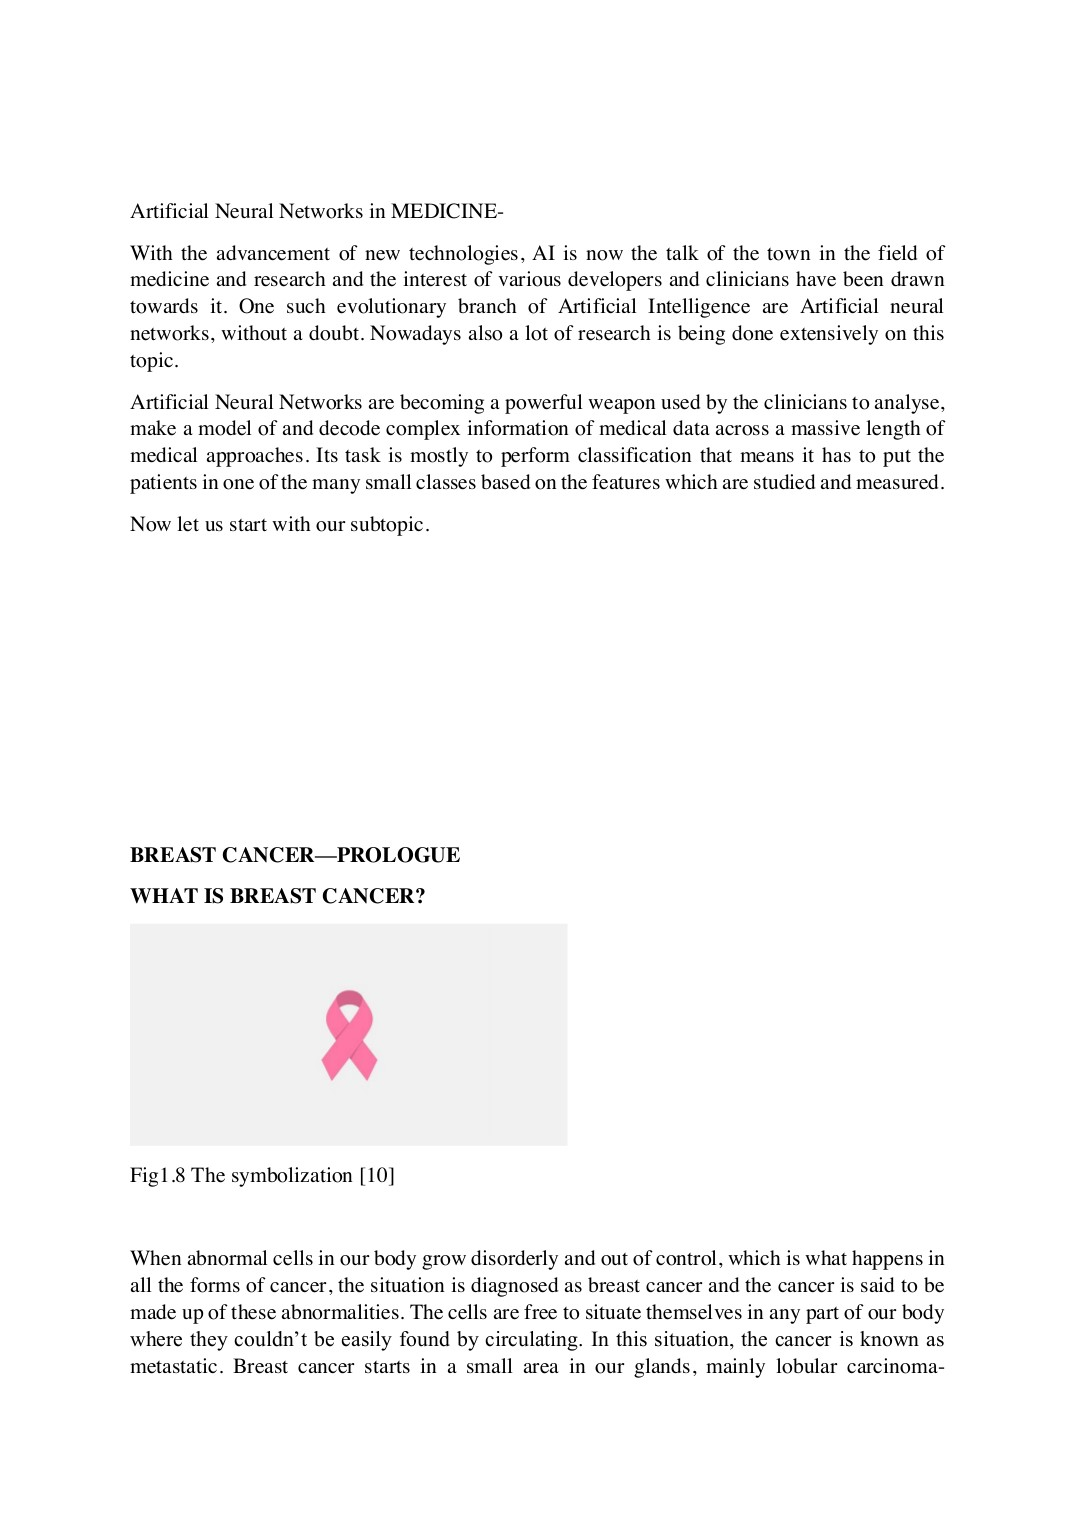 Artificial Neural Networks in MEDICINE-
With the advancement of new technologies, AI is now the talk of the town in the field of
medicine and research and the interest of various developers and clinicians have been drawn
towards it. One such evolutionary branch of Artificial Intelligence are Artificial neural
networks, without a doubt. Nowadays also a lot of research is being done extensively on this
topic.
Artificial Neural Networks are becoming a powerful weapon used by the clinicians to analyse,
make a model of and decode complex information of medical data across a massive length of
medical approaches. Its task is mostly to perform classification that means it has to put the
patients in one of the many small classes based on the features which are studied and measured.
Now let us start with our subtopic.
BREAST CANCER—PROLOGUE
WHAT IS BREAST CANCER?
Fig1.8 The symbolization [10]
When abnormal cells in our body grow disorderly and out of control, which is what happens in
all the forms of cancer, the situation is diagnosed as breast cancer and the cancer is said to be
made up of these abnormalities. The cells are free to situate themselves in any part of our body
where they couldn’t be easily found by circulating. In this situation, the cancer is known as
metastatic. Breast cancer starts in a small area in our glands, mainly lobular carcinoma-